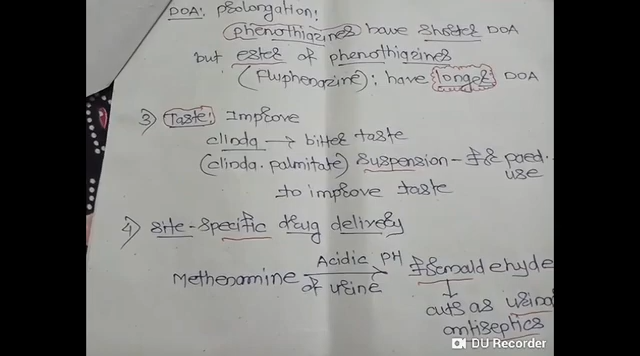 DOA: Prolongation:
phenothiazines have shorter DOA
but ester of phenothiazines
(Fluphenazine): have longer DOA
3) Taste: Improve
clinda → bitter taste
(clinda. palmitate) suspension - for paed.
use
to improve taste
4) Site-specific drug delivery
Methenamine Acidic pH of urine → Formaldehyde
↓
acts as urina
antiseptics
DU Recorder